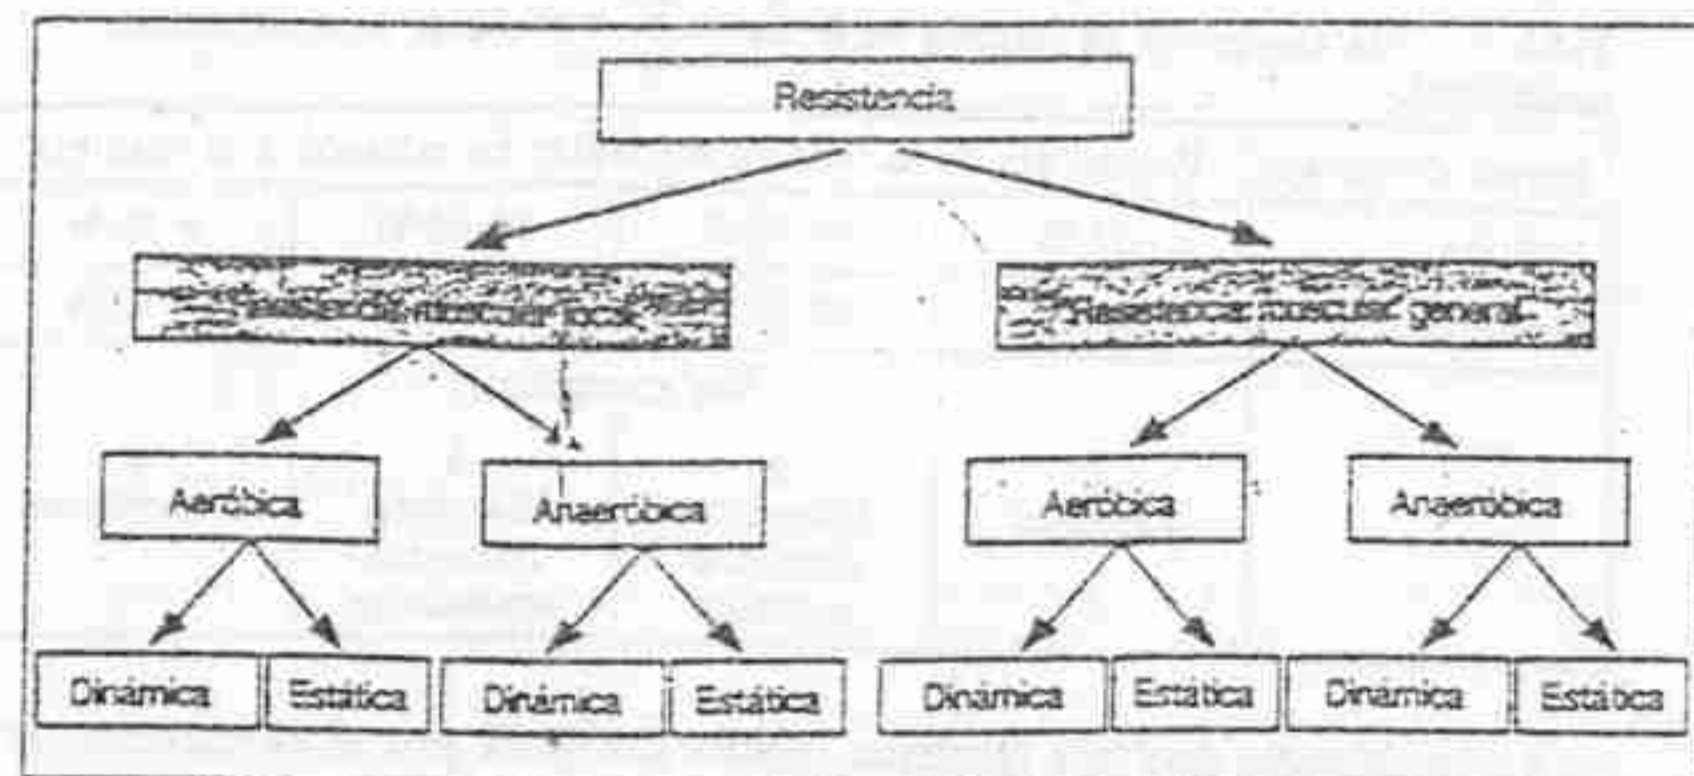 Resistencia
Resistencia muscular local
Resistencia muscular general
Aeróbica
Anaeróbica
Aeróbica
Anaeróbica
Dinámica
Estática
Dinámica
Estática
Dinámica
Estática
Dinámica
Estática